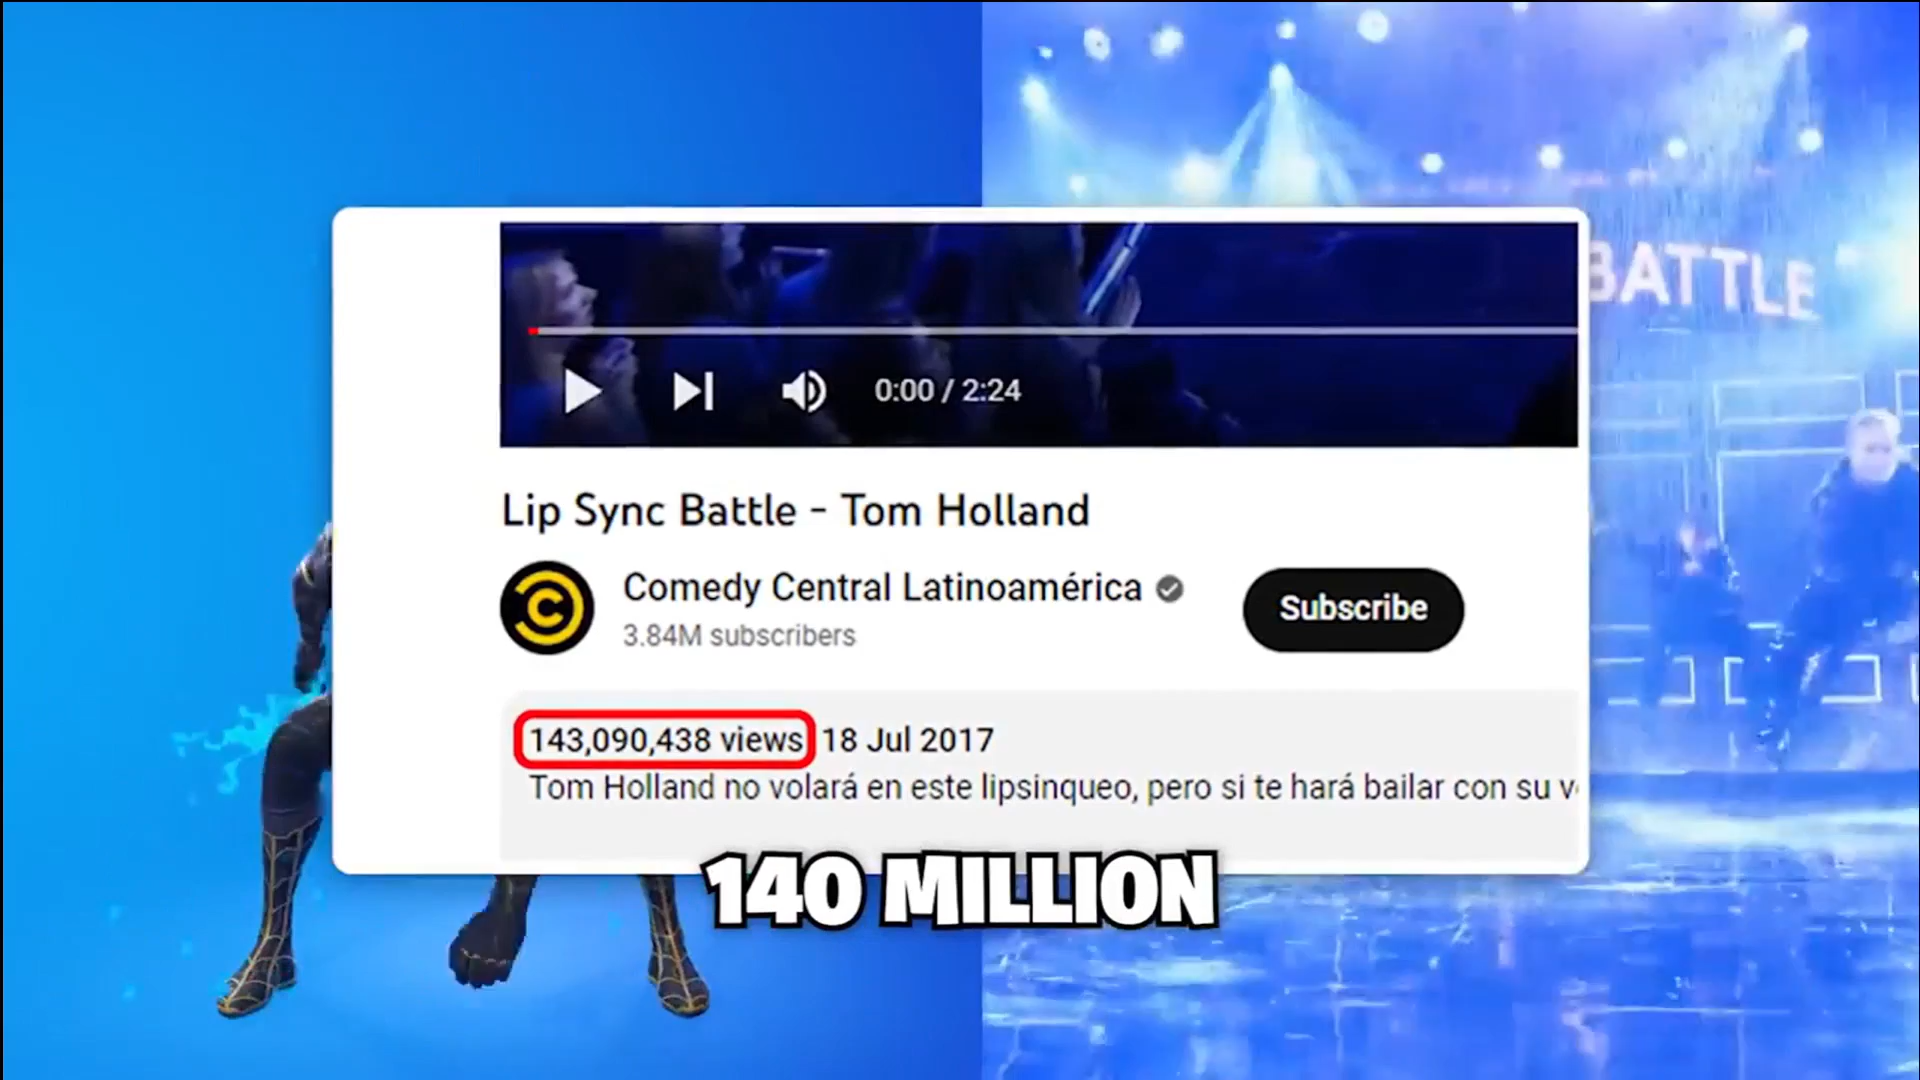 BATTLE
0:00 / 2:24
Lip Sync Battle - Tom Holland
Comedy Central Latinoamérica
3.84M subscribers
Subscribe
143,090,438 views 18 Jul 2017
Tom Holland no volará en este lipsinqueo, pero si te hará bailar con su
140 MILLION